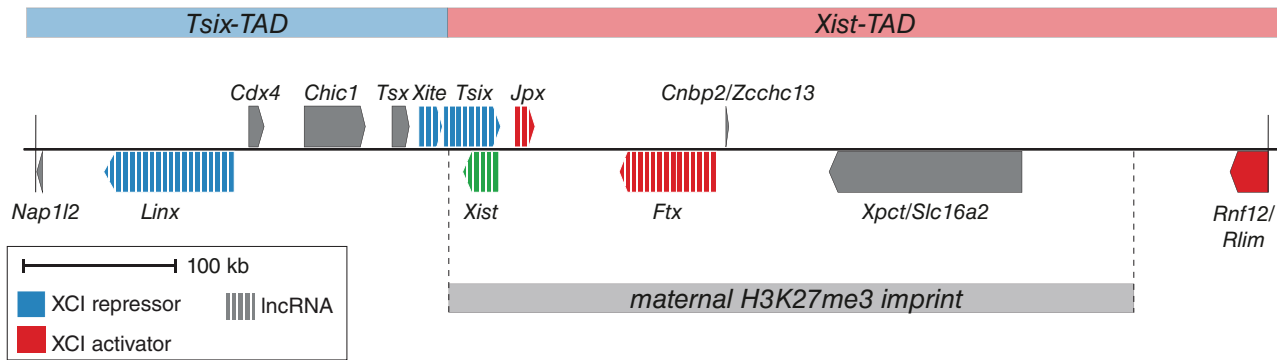 Tsix-TAD Xist-TAD
Cdx4 Chic1 Tsx Xite Tsix Jpx Cnbp2/Zcchc13
Nap1l2 Linx Xist Ftx Xpct/Slc16a2 Rnf12/
Rlim
100 kb
XCI repressor lncRNA
XCI activator
maternal H3K27me3 imprint